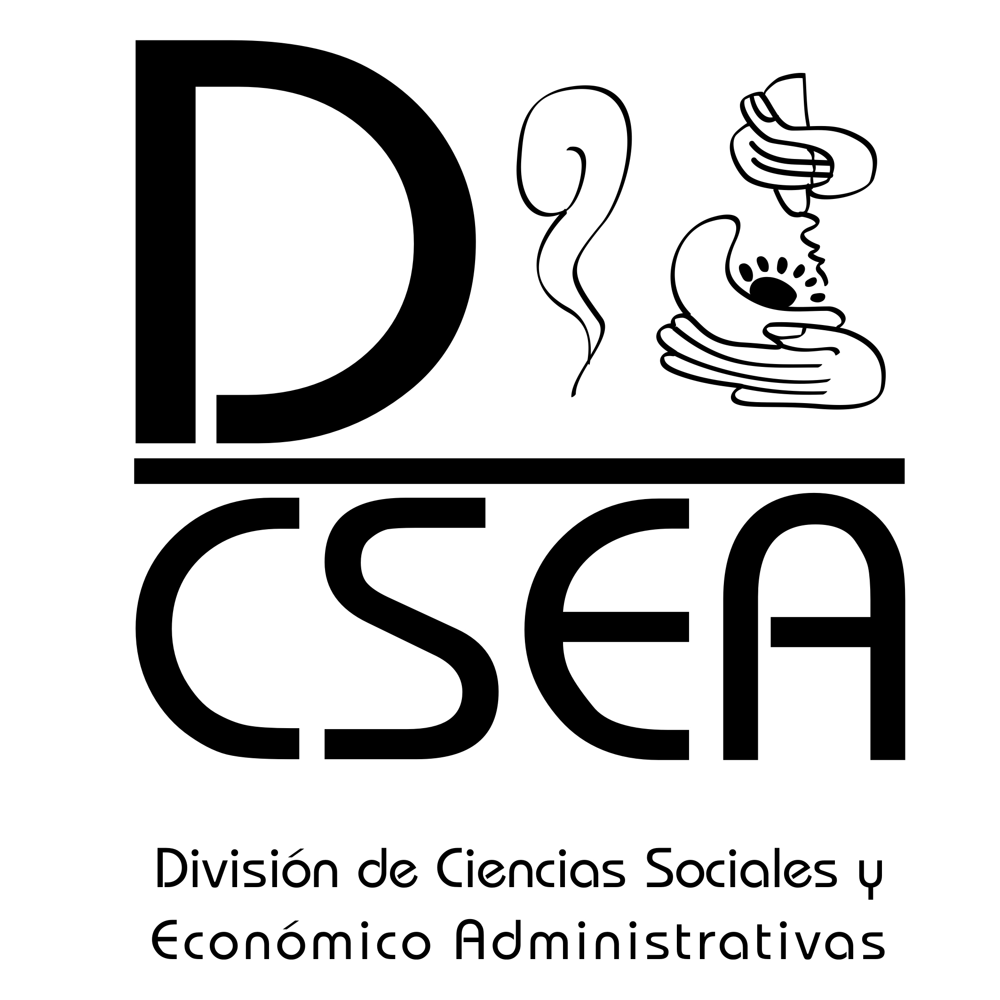 D
CSEA
División de Ciencias Sociales y
Económico Administrativas